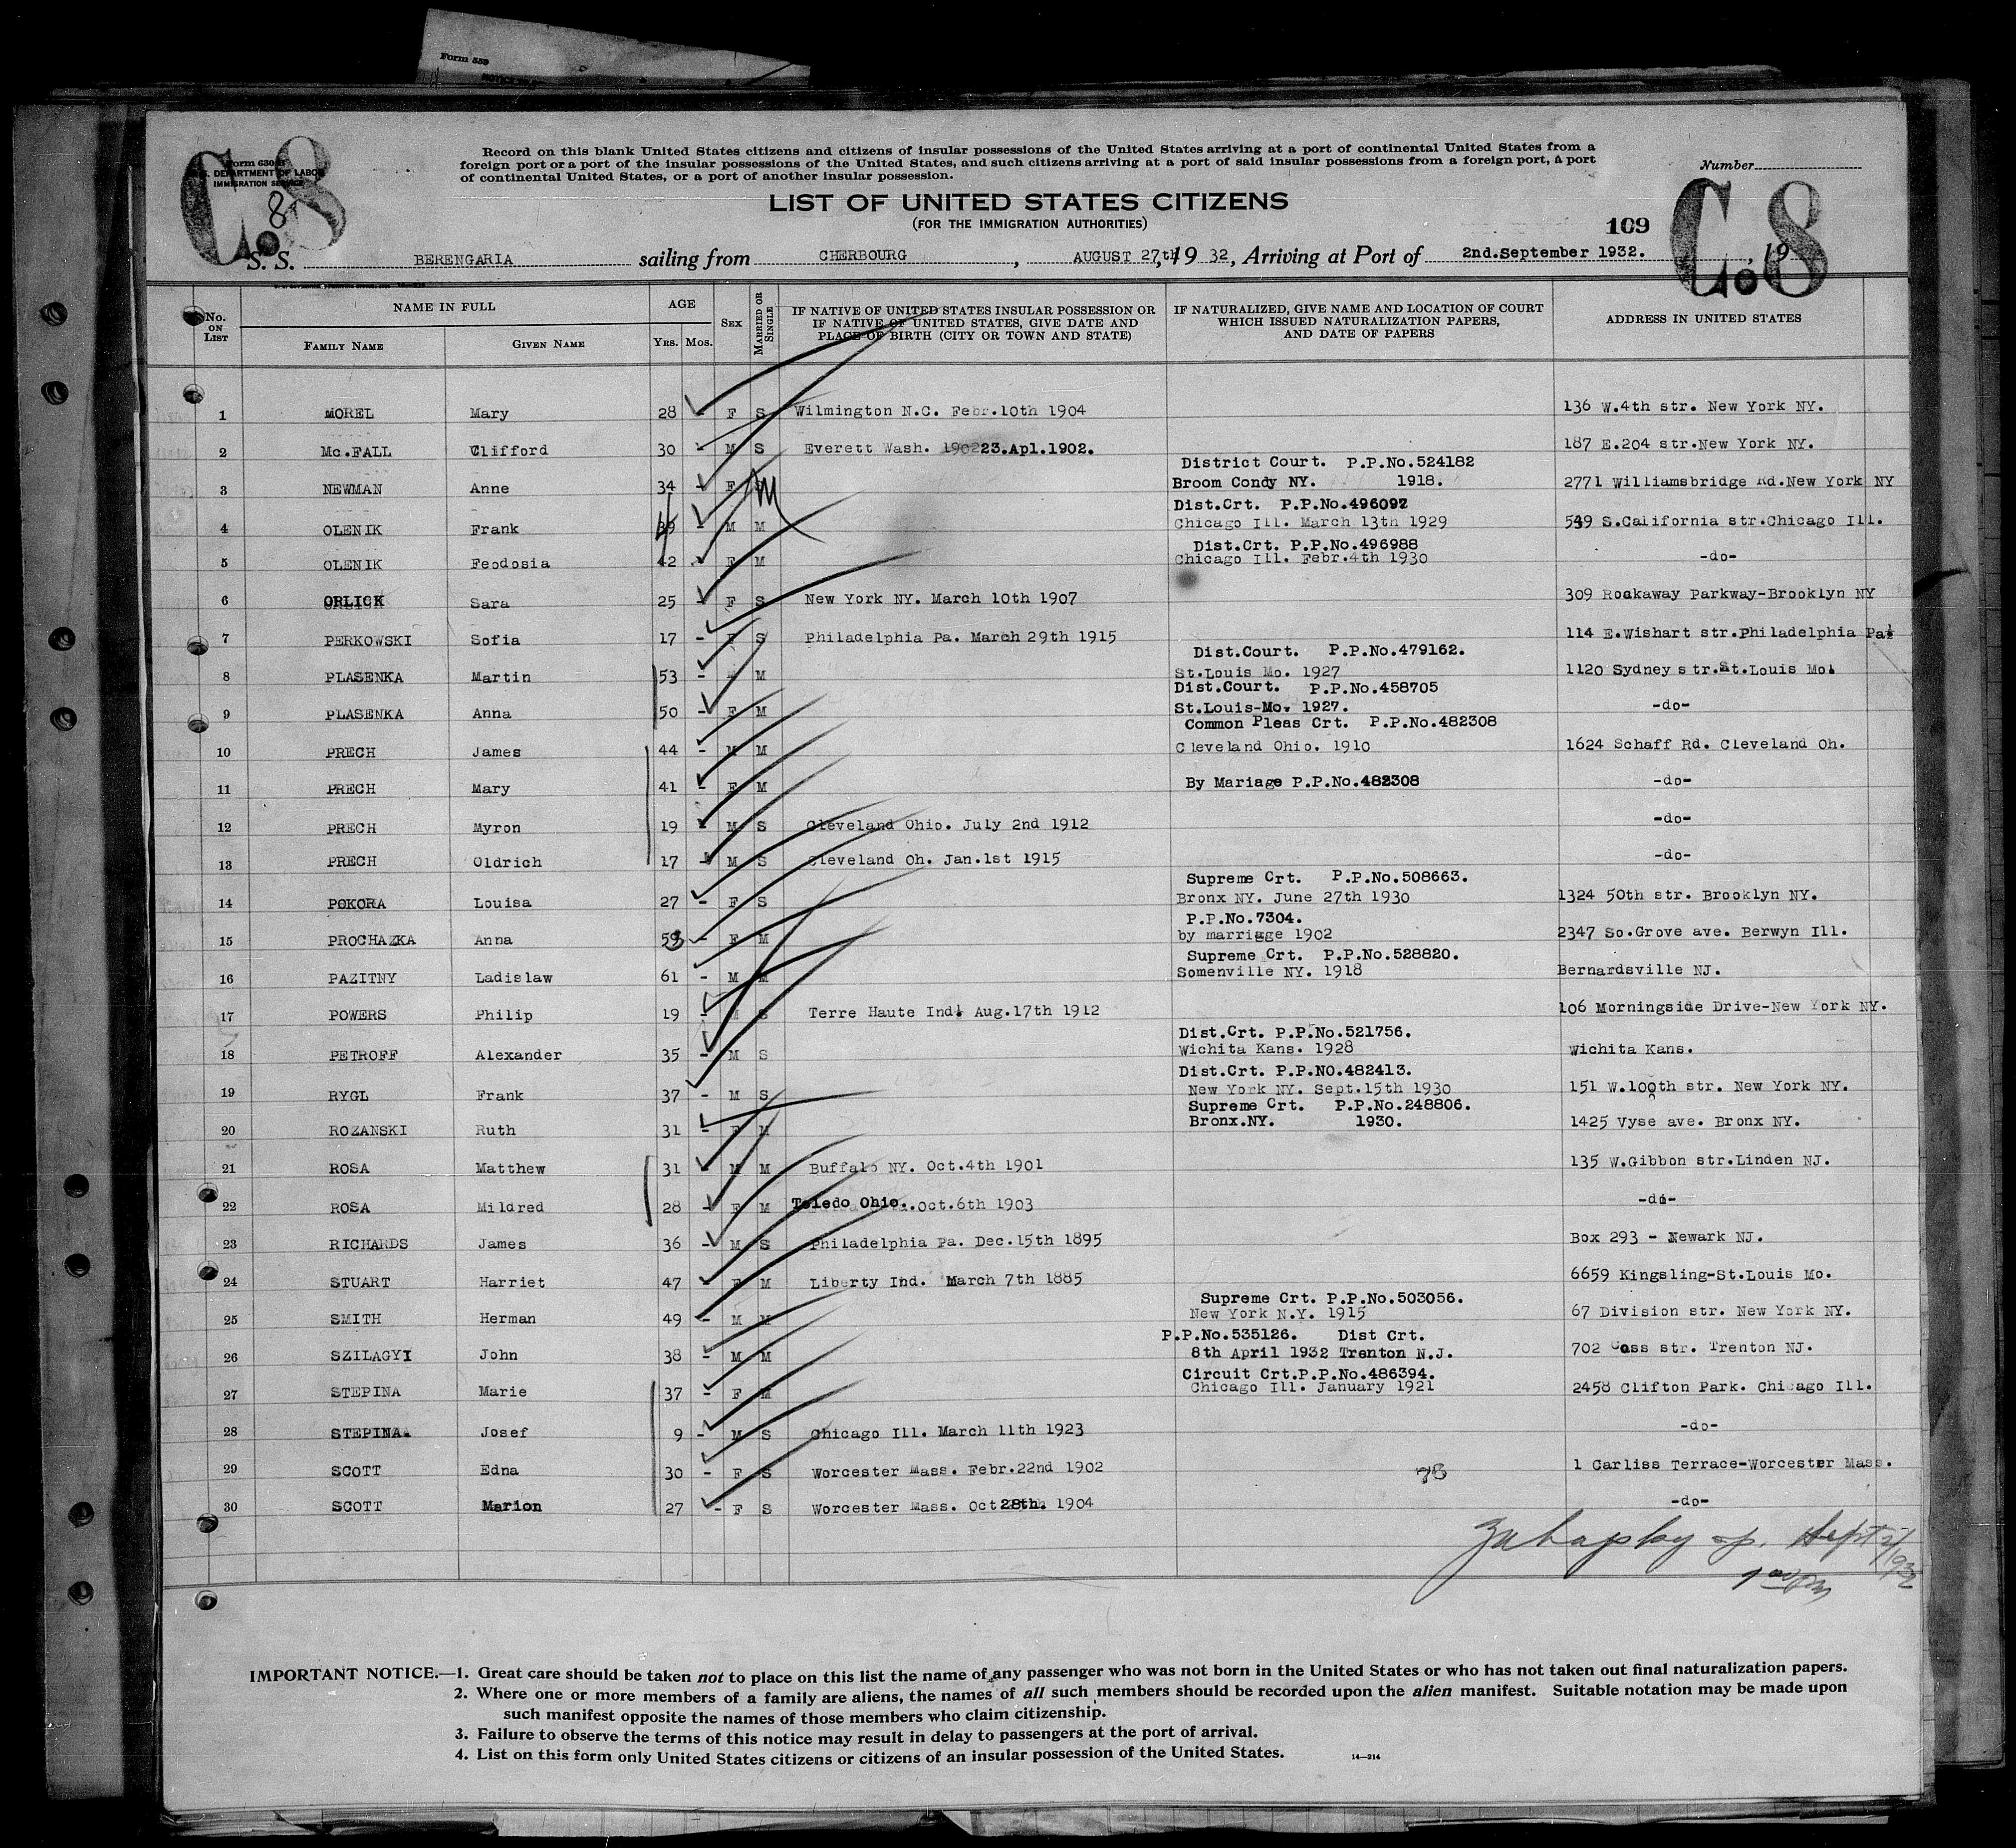 Form 559
Form 630
U.S. DEPARTMENT OF LABOR
IMMIGRATION SERVICE
C.8
8
Record on this blank United States citizens and citizens of insular possessions of the United States arriving at a port of continental United States from a
foreign port or a port of the insular possessions of the United States, and such citizens arriving at a port of said insular possessions from a foreign port, a port
of continental United States, or a port of another insular possession.
Number
C.8
LIST OF UNITED STATES CITIZENS
(FOR THE IMMIGRATION AUTHORITIES)
169
S. S. BERENGARIA sailing from CHERBOURG, AUGUST 27th, 19 32, Arriving at Port of 2nd.September 1932. , 19
No. ON LIST NAME IN FULL AGE SEX MARRIED OR SINGLE IF NATIVE OF UNITED STATES INSULAR POSSESSION OR IF NATIVE OF UNITED STATES, GIVE DATE AND PLACE OF BIRTH (CITY OR TOWN AND STATE) IF NATURALIZED, GIVE NAME AND LOCATION OF COURT WHICH ISSUED NATURALIZATION PAPERS, AND DATE OF PAPERS ADDRESS IN UNITED STATES
FAMILY NAME GIVEN NAME YRS. MOS.
1 MOREL Mary 28 - F S Wilmington N.C. Febr.10th 1904 136 W.4th str. New York NY.
2 Mc.FALL Clifford 30 - M S Everett Wash. 190223.Apl.1902. 187 E.204 str.New York NY.
District Court. P.P.No.524182
3 NEWMAN Anne 34 - F M Broom Condy NY. 1918. 2771 Williamsbridge Rd.New York NY
Dist.Crt. P.P.No.496092
4 OLENIK Frank 39 - M M Chicago Ill. March 13th 1929 549 S.California str.Chicago Ill.
Dist.Crt. P.P.No.496988
5 OLENIK Feodosia 42 - F M Chicago Ill. Febr.4th 1930 -do-
6 ORLICK Sara 25 - F S New York NY. March 10th 1907 309 Rockaway Parkway-Brooklyn NY
7 PERKOWSKI Sofia 17 - F S Philadelphia Pa. March 29th 1915 114 E.Wishart str.Philadelphia Pa.
Dist.Court. P.P.No.479162.
8 PLASENKA Martin 53 - M St.Louis Mo. 1927 1120 Sydney str.St.Louis Mo.
Dist.Court. P.P.No.458705
9 PLASENKA Anna 50 - F M St.Louis-Mo. 1927. -do-
Common Pleas Crt. P.P.No.482308
10 PRECH James 44 - M M Cleveland Ohio. 1910 1624 Schaff Rd. Cleveland Oh.
11 PRECH Mary 41 - F M By Mariage P.P.No.482308 -do-
12 PRECH Myron 19 - M S Cleveland Ohio. July 2nd 1912 -do-
13 PRECH Oldrich 17 - M S Cleveland Oh. Jan.1st 1915 -do-
Supreme Crt. P.P.No.508663.
14 POKORA Louisa 27 - F S Bronx NY. June 27th 1930 1324 50th str. Brooklyn NY.
P.P.No.7304.
15 PROCHAZKA Anna 53 - F M by marrigge 1902 2347 So.Grove ave. Berwyn Ill.
Supreme Crt. P.P.No.528820.
16 PAZITNY Ladislaw 61 - M M Somenville NY. 1918 Bernardsville NJ.
17 POWERS Philip 19 - M S Terre Haute Ind. Aug.17th 1912 106 Morningside Drive-New York NY.
Dist.Crt. P.P.No.521756.
18 PETROFF Alexander 35 - M S Wichita Kans. 1928 Wichita Kans.
Dist.Crt. P.P.NO.482413.
19 RYGL Frank 37 - M S New York NY. Sept.15th 1930 151 W.100th str. New York NY.
Supreme Crt. P.P.No.248806.
20 ROZANSKI Ruth 31 - F M Bronx.NY. 1930. 1425 Vyse ave. Bronx NY.
21 ROSA Matthew 31 - M M Buffalo NY. Oct.4th 1901 135 W.Gibbon str.Linden NJ.
22 ROSA Mildred 28 - F M Toledo Ohio..Oct.6th 1903 -do-
23 RICHARDS James 36 - M S Philadelphia Pa. Dec.15th 1895 Box 293 - Newark NJ.
24 STUART Harriet 47 - F M Liberty Ind. March 7th 1885 6659 Kingsling-St.Louis Mo.
Supreme Crt. P.P.No.503056.
25 SMITH Herman 49 - M M New York N.Y. 1915 67 Division str. New York NY.
P.P.No.535126. Dist Crt.
26 SZILAGYI John 38 - M M 8th April 1932 Trenton N.J. 702 Cass str. Trenton NJ.
Circuit Crt.P.P.No.486394.
27 STEPINA Marie 37 - F M Chicago Ill. January 1921 2458 Clifton Park. Chicago Ill.
28 STEPINA. Josef 9 - M S Chicago Ill. March 11th 1923 -do-
29 SCOTT Edna 30 - F S Worcester Mass. Febr.22nd 1902 1 Carliss Terrace-Worcester Mass.
30 SCOTT Marion 27 - F S Worcester Mass. Oct 28th. 1904 -do-
Sept 2/1932
IMPORTANT NOTICE.—1. Great care should be taken not to place on this list the name of any passenger who was not born in the United States or who has not taken out final naturalization papers.
2. Where one or more members of a family are aliens, the names of all such members should be recorded upon the alien manifest. Suitable notation may be made upon
such manifest opposite the names of those members who claim citizenship.
3. Failure to observe the terms of this notice may result in delay to passengers at the port of arrival.
4. List on this form only United States citizens or citizens of an insular possession of the United States.
14—214